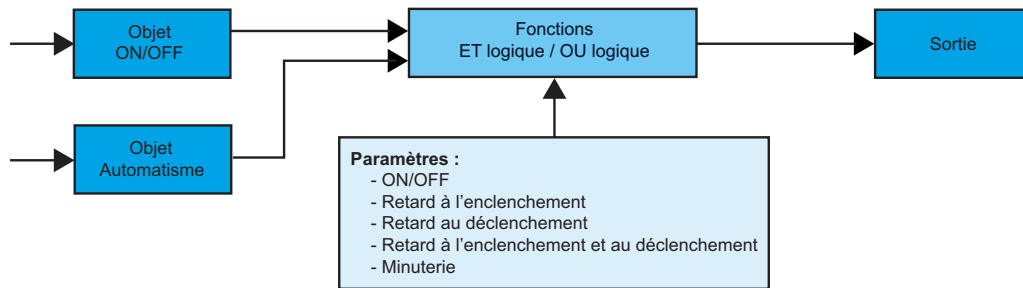 Objet
ON/OFF
Fonctions
ET logique / OU logique
Sortie
Objet
Automatisme
Paramètres :
- ON/OFF
- Retard à l’enclenchement
- Retard au déclenchement
- Retard à l’enclenchement et au déclenchement
- Minuterie